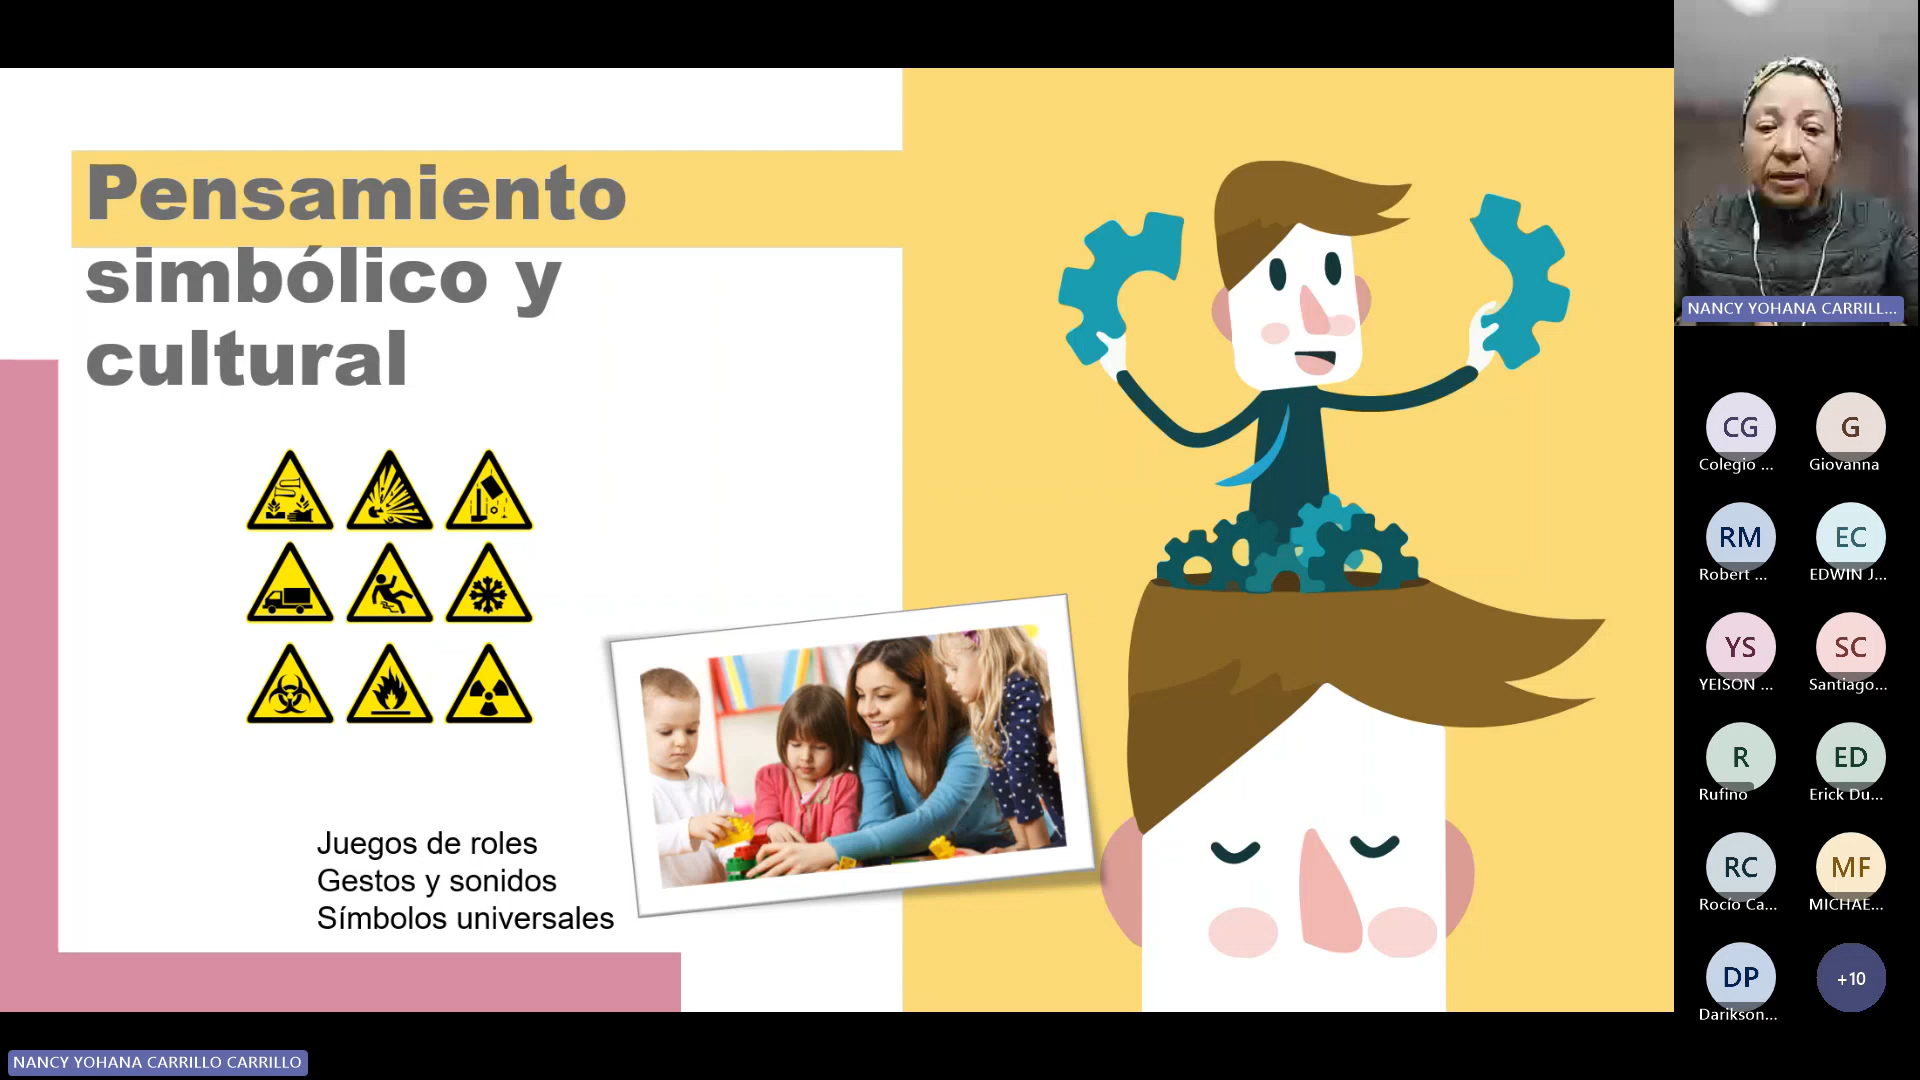 Pensamiento
simbólico y
cultural
Juegos de roles
Gestos y sonidos
Símbolos universales
NANCY YOHANA CARRILL...
CG
Colegio ...
G
Giovanna
RM
Robert ...
EC
EDWIN J...
YS
YEISON ...
SC
Santiago...
R
Rufino
ED
Erick Du...
RC
Rocío Ca...
MF
MICHAE...
DP
Darikson...
+10
NANCY YOHANA CARRILLO CARRILLO